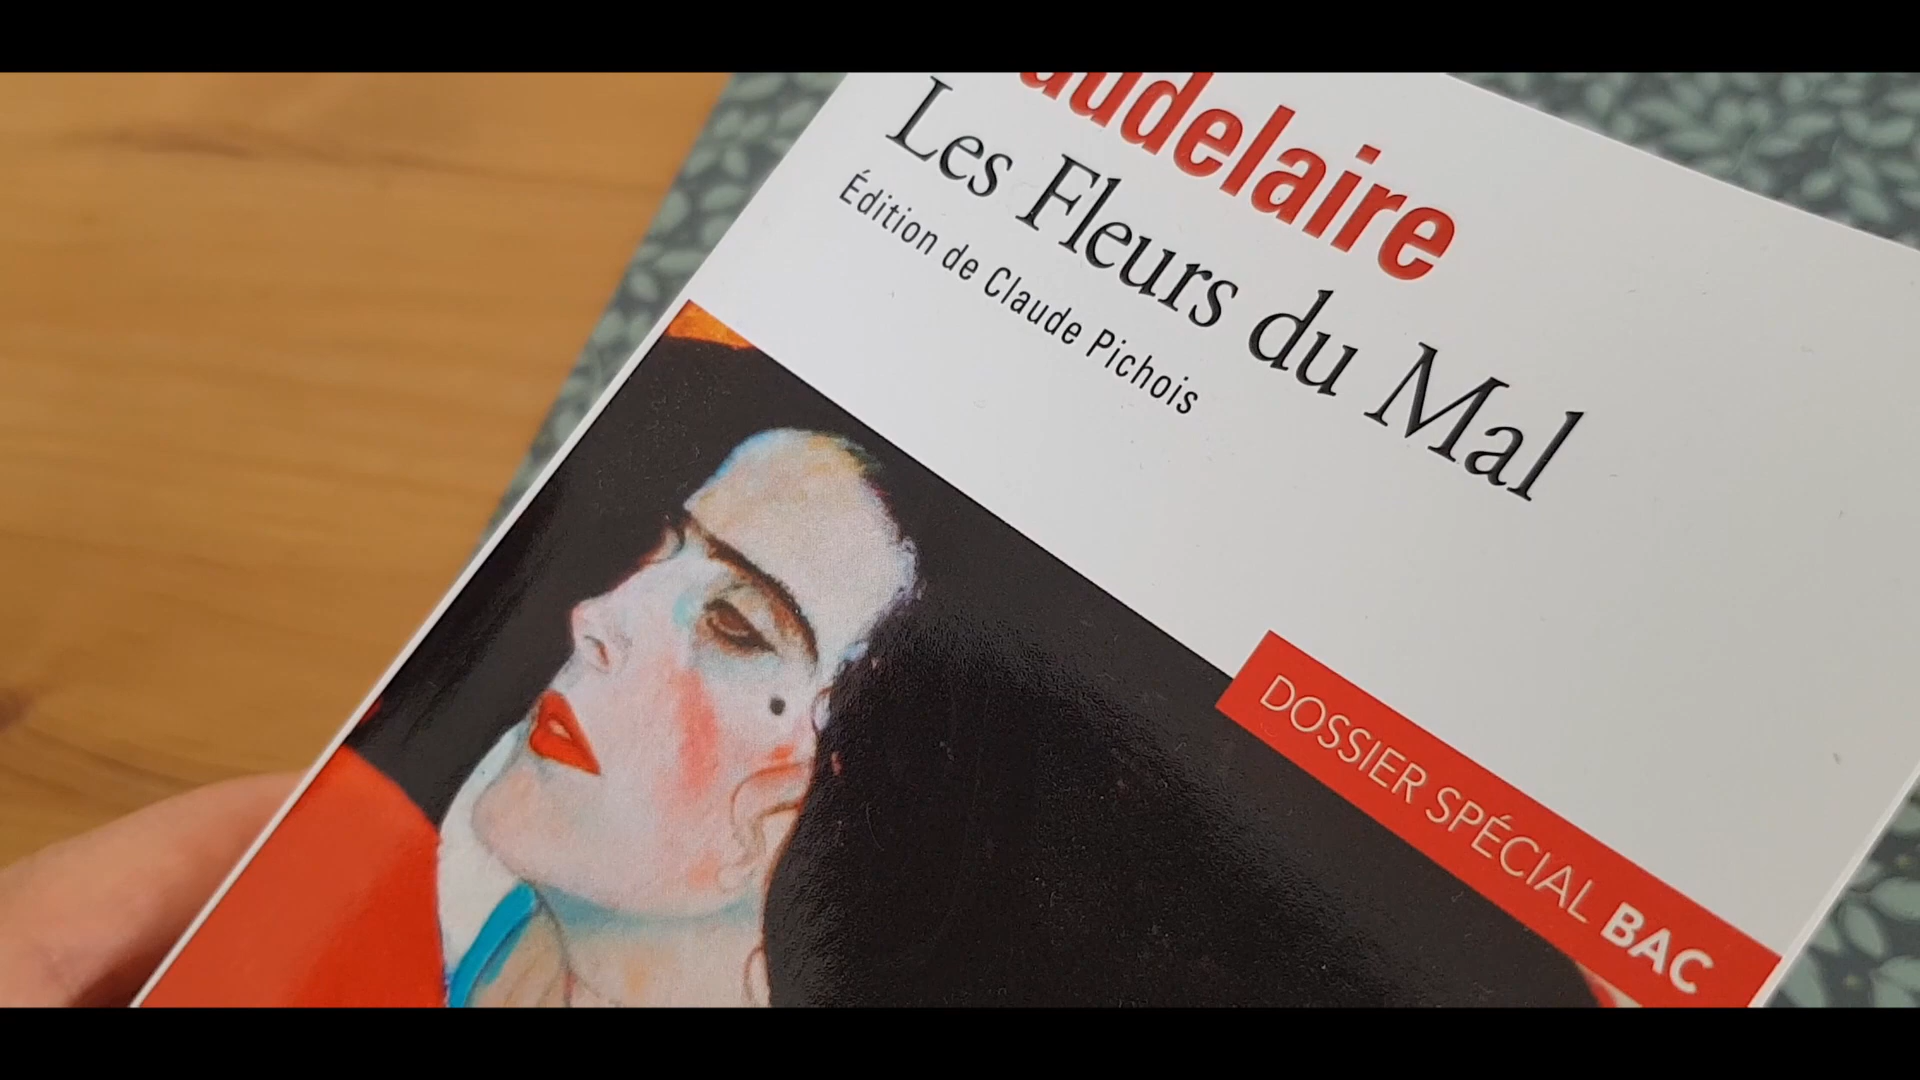 audelaire
Les Fleurs du Mal
Édition de Claude Pichois
DOSSIER SPÉCIAL BAC